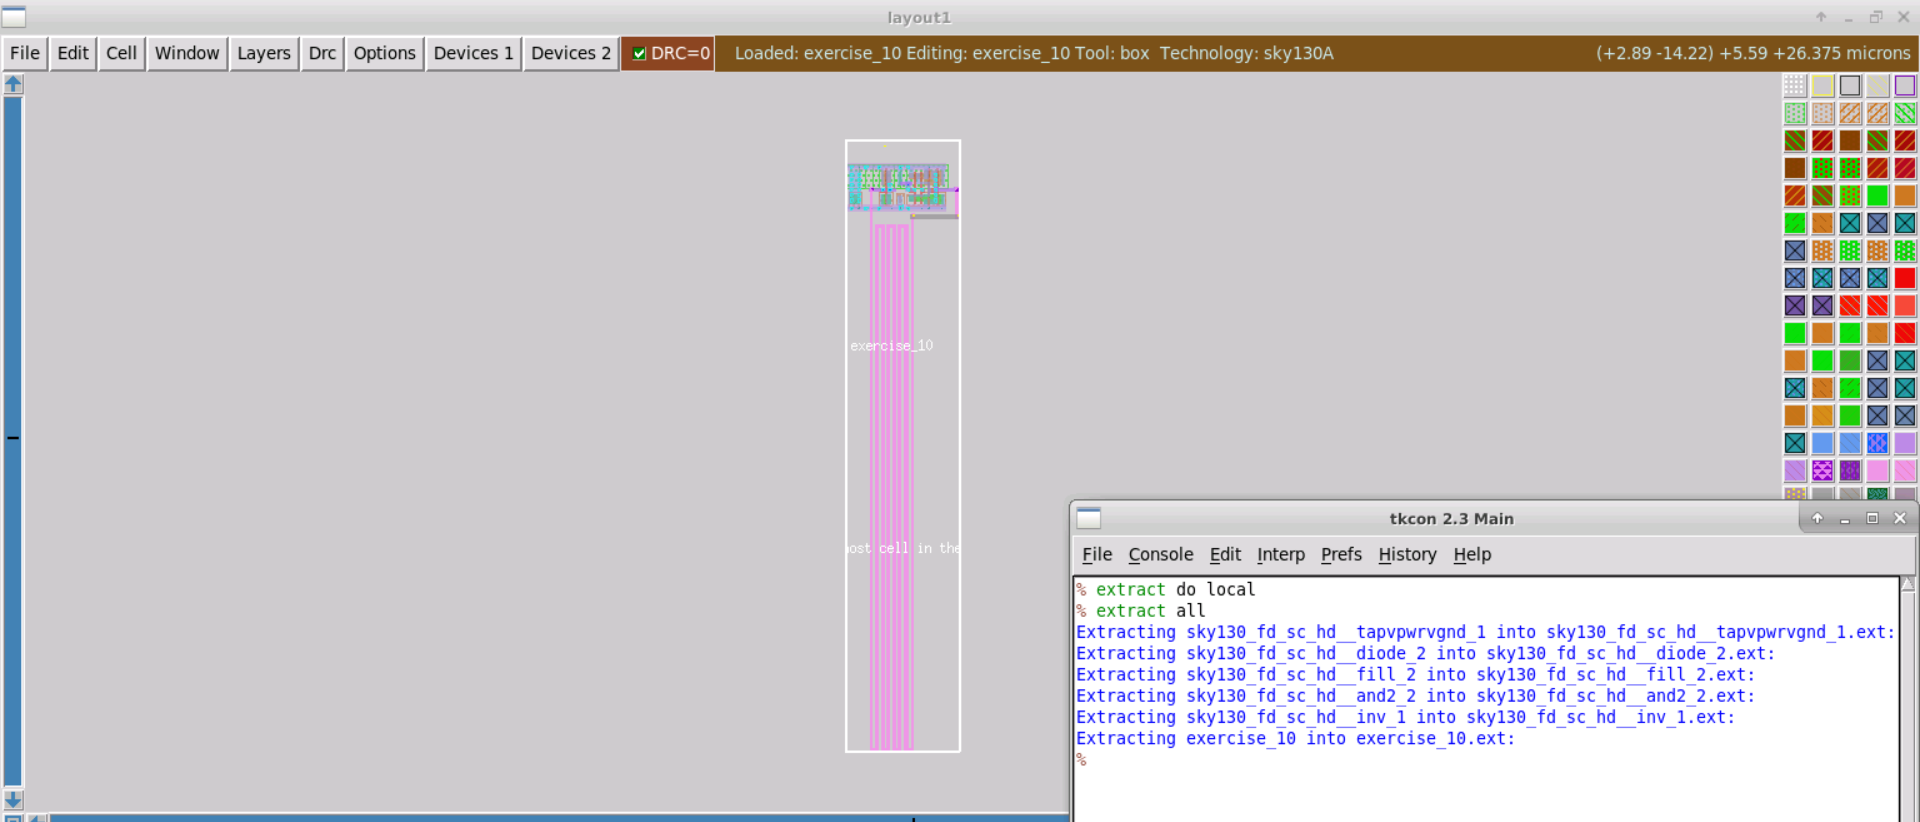 layout1
File Edit Cell Window Layers Drc Options Devices 1 Devices 2 DRC=0 Loaded: exercise_10 Editing: exercise_10 Tool: box Technology: sky130A (+2.89 -14.22) +5.59 +26.375 microns
exercise_10
cell in the
tkcon 2.3 Main
File Console Edit Interp Prefs History Help
% extract do local
% extract all
Extracting sky130_fd_sc_hd__tapvpwrvgnd_1 into sky130_fd_sc_hd__tapvpwrvgnd_1.ext:
Extracting sky130_fd_sc_hd__diode_2 into sky130_fd_sc_hd__diode_2.ext:
Extracting sky130_fd_sc_hd__fill_2 into sky130_fd_sc_hd__fill_2.ext:
Extracting sky130_fd_sc_hd__and2_2 into sky130_fd_sc_hd__and2_2.ext:
Extracting sky130_fd_sc_hd__inv_1 into sky130_fd_sc_hd__inv_1.ext:
Extracting exercise_10 into exercise_10.ext:
%